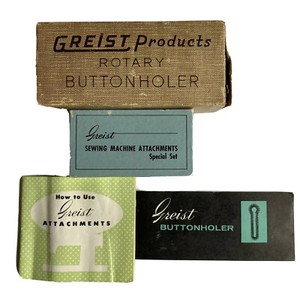 GREIST Products
ROTARY
BUTTONHOLER
Greist
SEWING MACHINE ATTACHMENTS
Special Set
How to Use
Greist
ATTACHMENTS
Greist
BUTTONHOLER